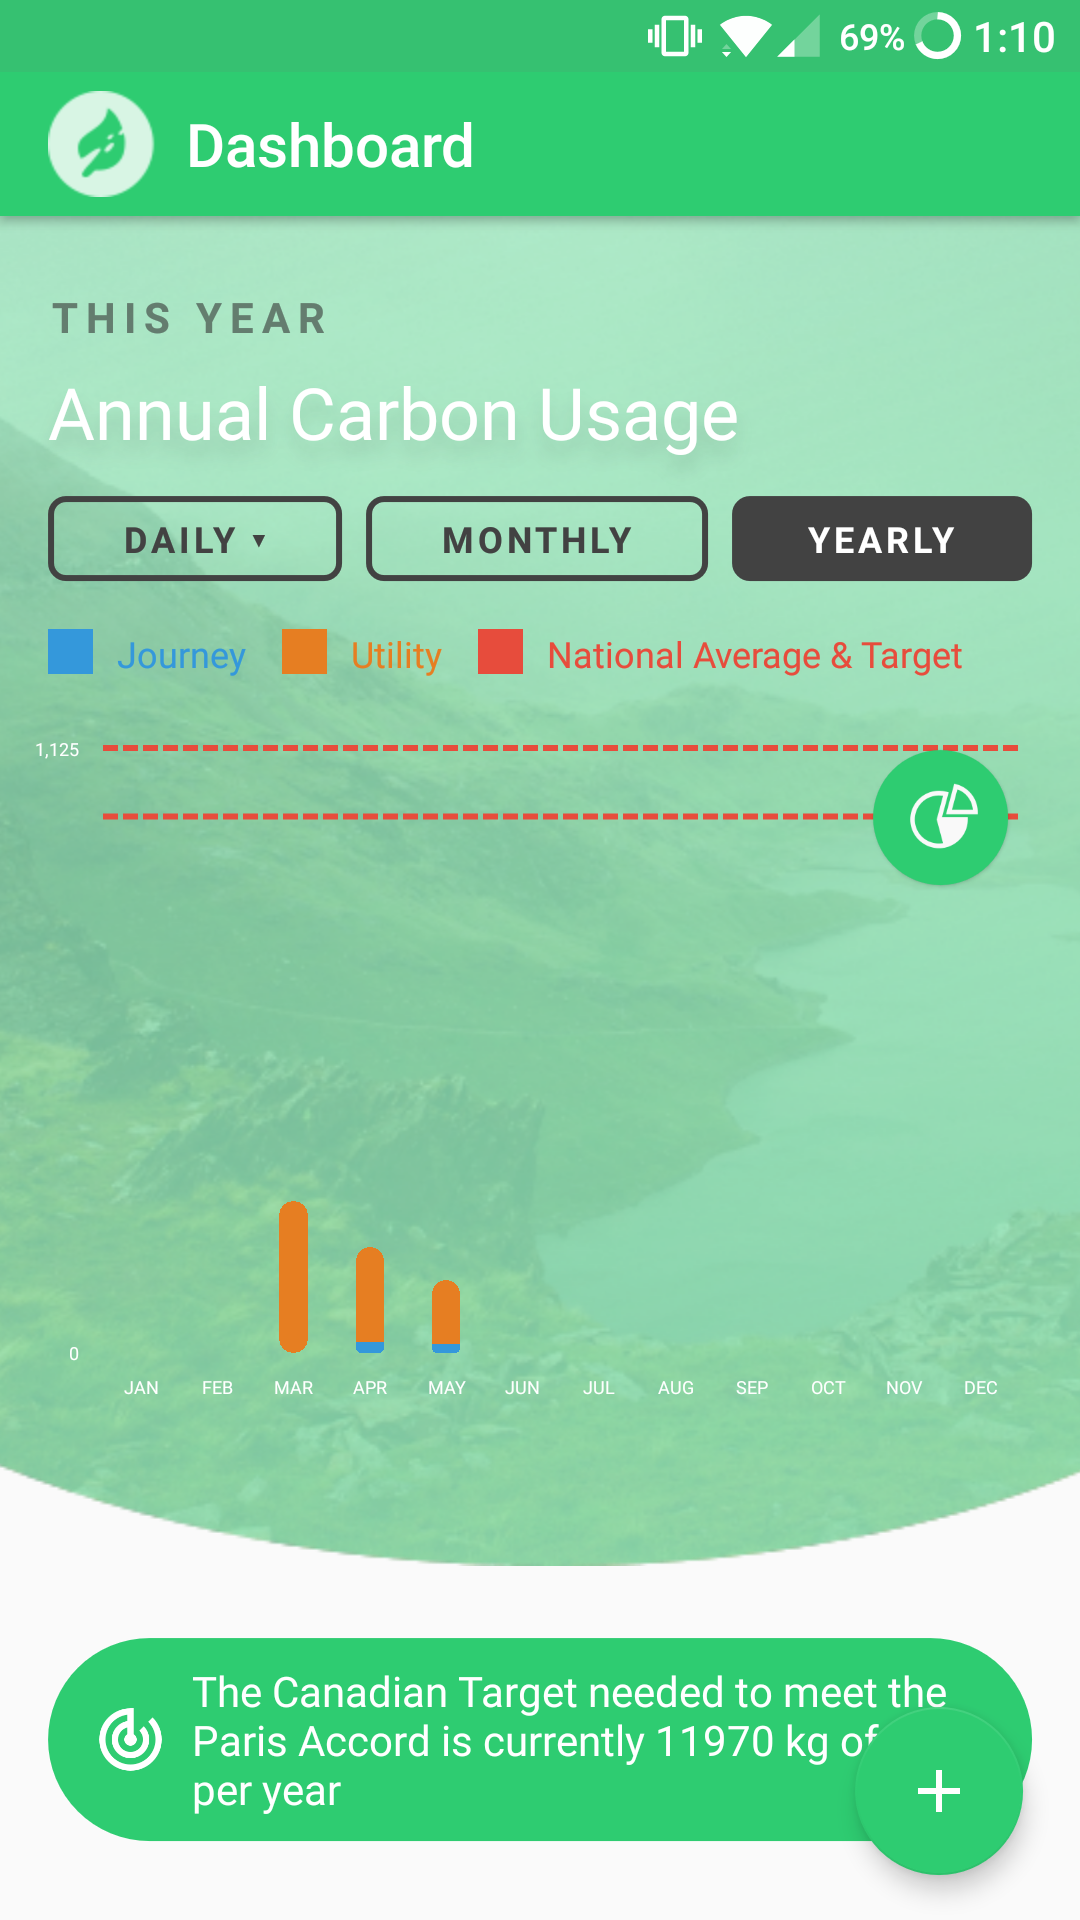 69% 1:10
Dashboard
THIS YEAR
Annual Carbon Usage
DAILY ▾ MONTHLY YEARLY
Journey Utility National Average & Target
1,125
0
JAN FEB MAR APR MAY JUN JUL AUG SEP OCT NOV DEC
The Canadian Target needed to meet the
Paris Accord is currently 11970 kg of
per year